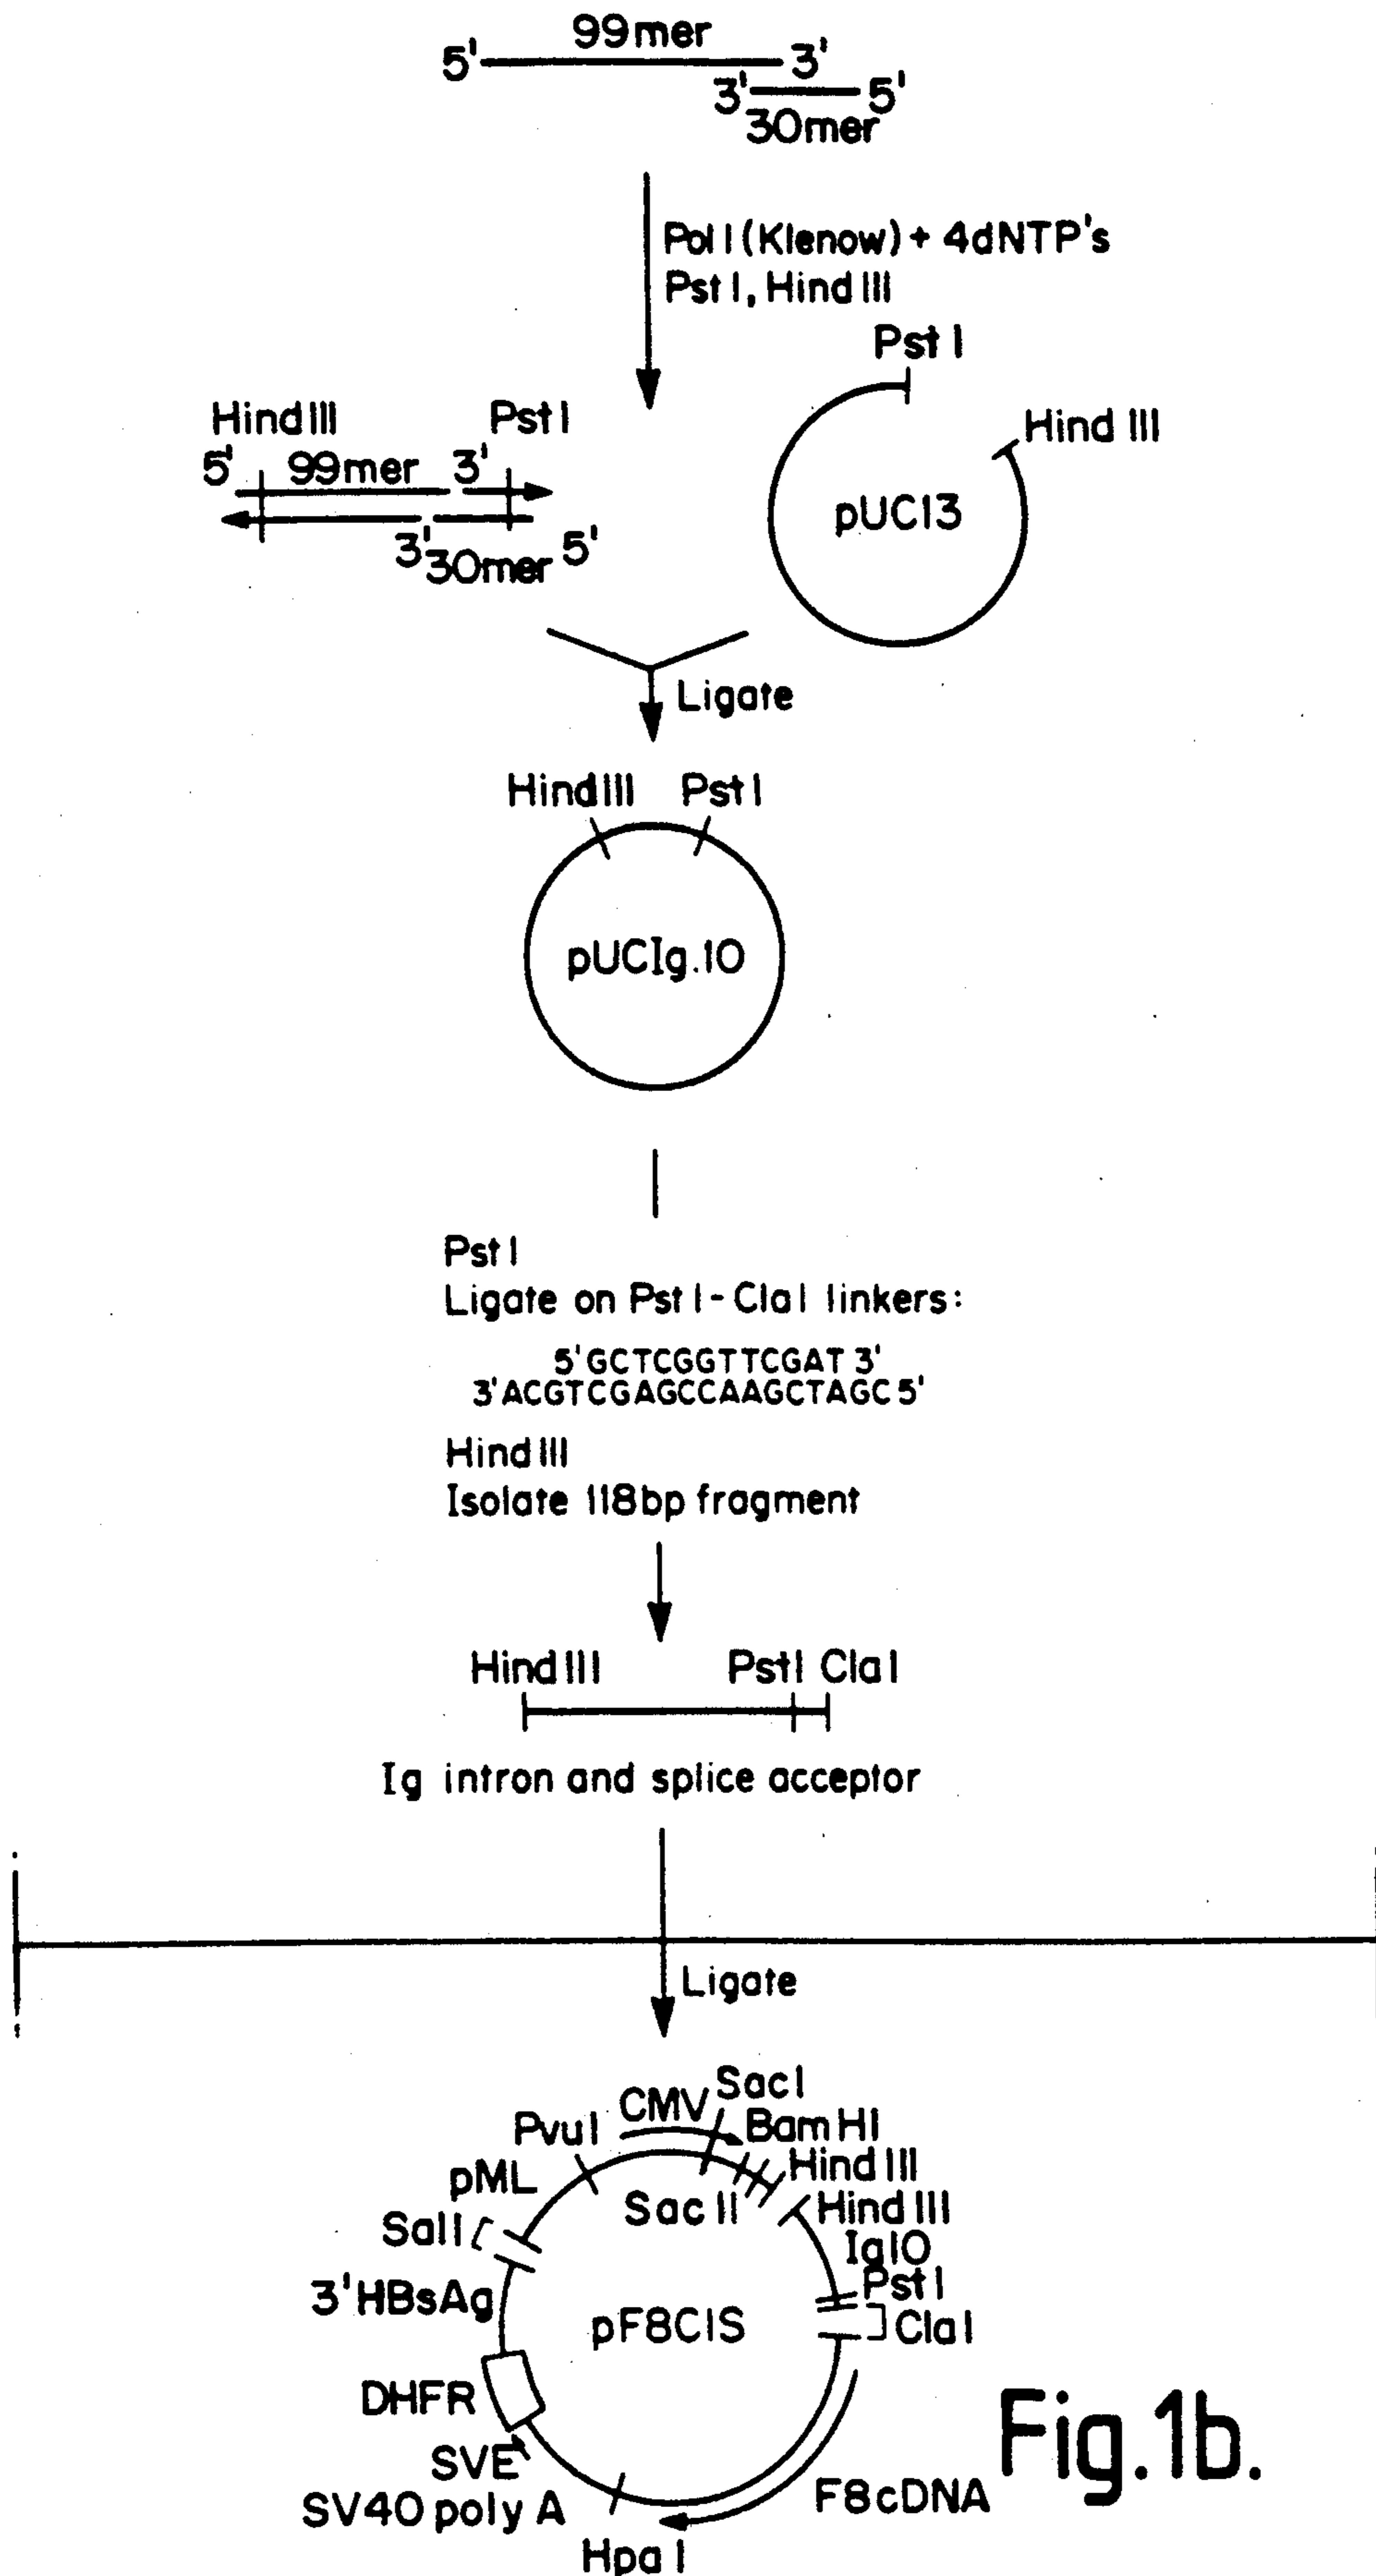 99mer
5' 3'
3' 5'
30mer
Pol I (Klenow) + 4dNTP's
Pst I, Hind III
Pst I
Hind III
pUC13
Hind III Pst I
5' 99mer 3'
3' 30mer 5'
Ligate
Hind III Pst I
pUCIg.10
Pst I
Ligate on Pst I - Cla I linkers:
5'GCTCGGTTCGAT 3'
3'ACGTCGAGCCAAGCTAGC 5'
Hind III
Isolate 118bp fragment
Hind III Pst I Cla I
Ig intron and splice acceptor
Ligate
Sac I
CMV
Pvu I
Bam HI
Hind III
pML
Sac II
Hind III
Sal I
Ig10
Pst I
3'HBsAg
pF8CIS
Cla I
DHFR
SVE
SV40 poly A
F8cDNA
Hpa I
Fig.1b.